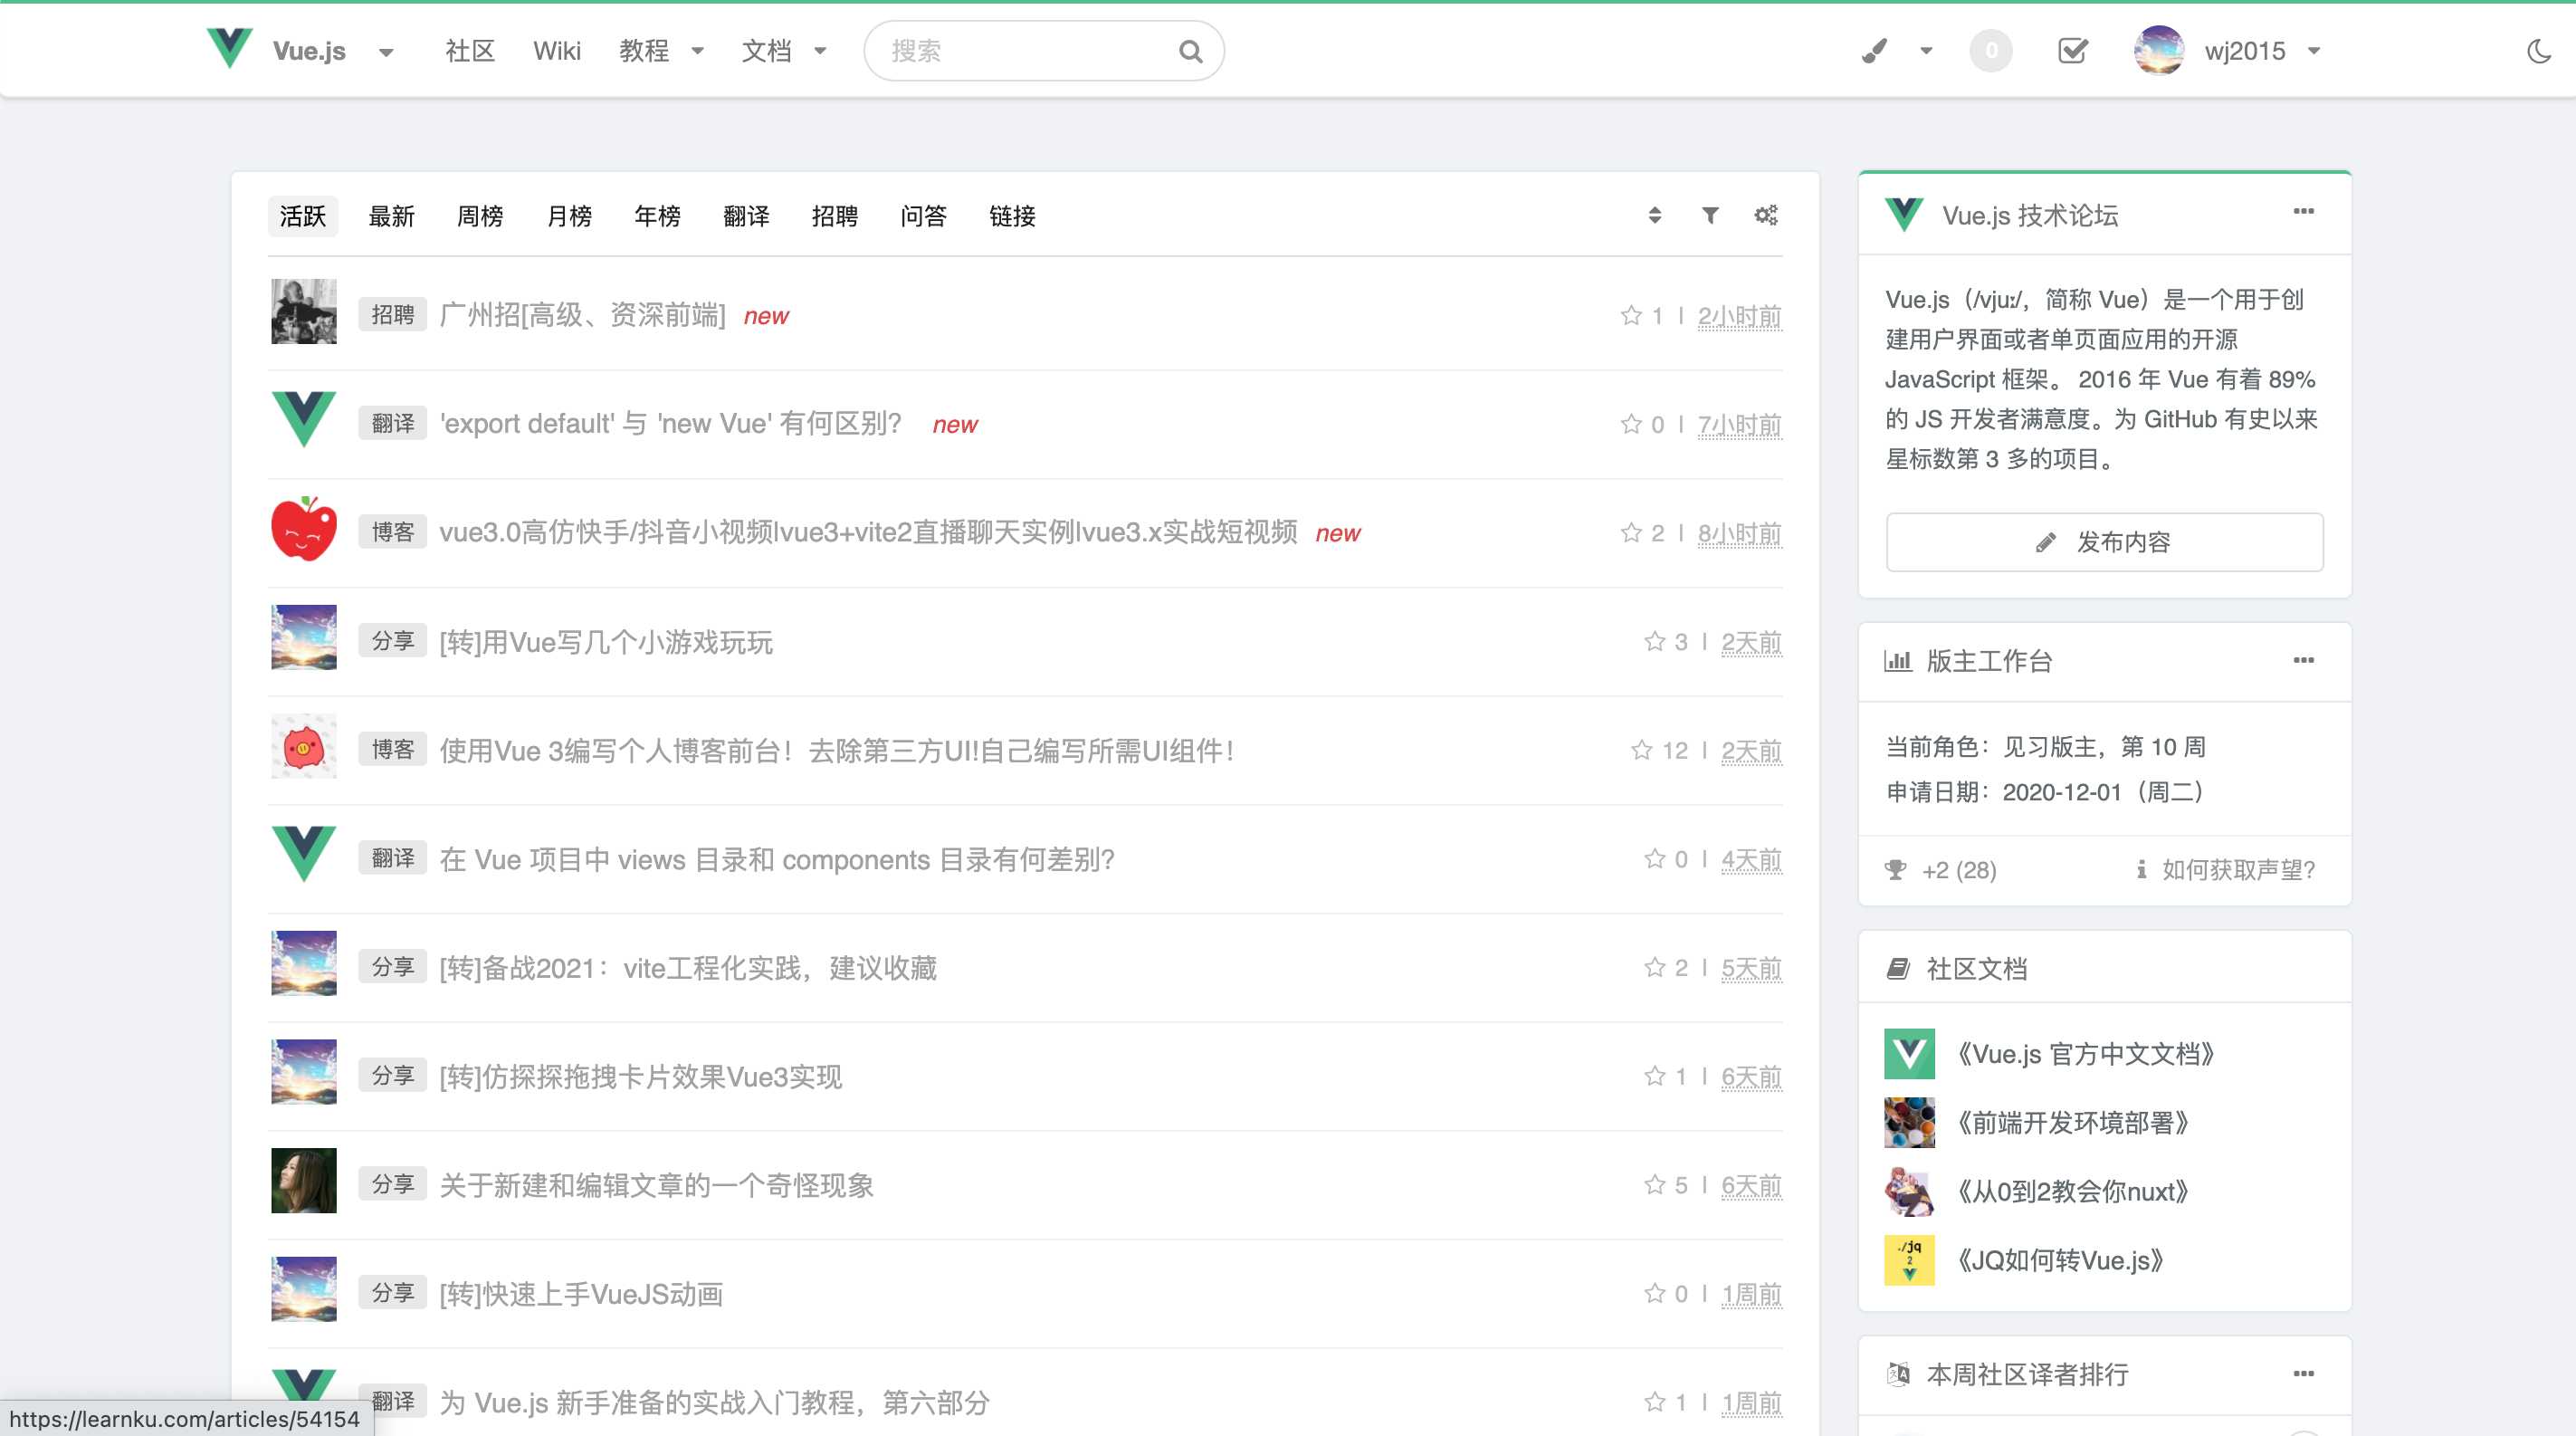 Vue.js 社区 Wiki 教程 文档 搜索 0 wj2015
活跃 最新 周榜 月榜 年榜 翻译 招聘 问答 链接
招聘 广州招[高级、资深前端] new 1 | 2小时前
翻译 'export default' 与 'new Vue' 有何区别? new 0 | 7小时前
博客 vue3.0高仿快手/抖音小视频|vue3+vite2直播聊天实例|vue3.x实战短视频 new 2 | 8小时前
分享 [转]用Vue写几个小游戏玩玩 3 | 2天前
博客 使用Vue 3编写个人博客前台！去除第三方UI!自己编写所需UI组件！ 12 | 2天前
翻译 在 Vue 项目中 views 目录和 components 目录有何差别? 0 | 4天前
分享 [转]备战2021：vite工程化实践，建议收藏 2 | 5天前
分享 [转]仿探探拖拽卡片效果Vue3实现 1 | 6天前
分享 关于新建和编辑文章的一个奇怪现象 5 | 6天前
分享 [转]快速上手VueJS动画 0 | 1周前
翻译 为 Vue.js 新手准备的实战入门教程，第六部分 1 | 1周前
https://learnku.com/articles/54154
Vue.js 技术论坛
Vue.js（/vjuː/，简称 Vue）是一个用于创
建用户界面或者单页面应用的开源
JavaScript 框架。 2016 年 Vue 有着 89%
的 JS 开发者满意度。为 GitHub 有史以来
星标数第 3 多的项目。
发布内容
版主工作台
当前角色：见习版主，第 10 周
申请日期：2020-12-01（周二）
+2 (28) 如何获取声望?
社区文档
《Vue.js 官方中文文档》
《前端开发环境部署》
《从0到2教会你nuxt》
./jq
2
《JQ如何转Vue.js》
本周社区译者排行